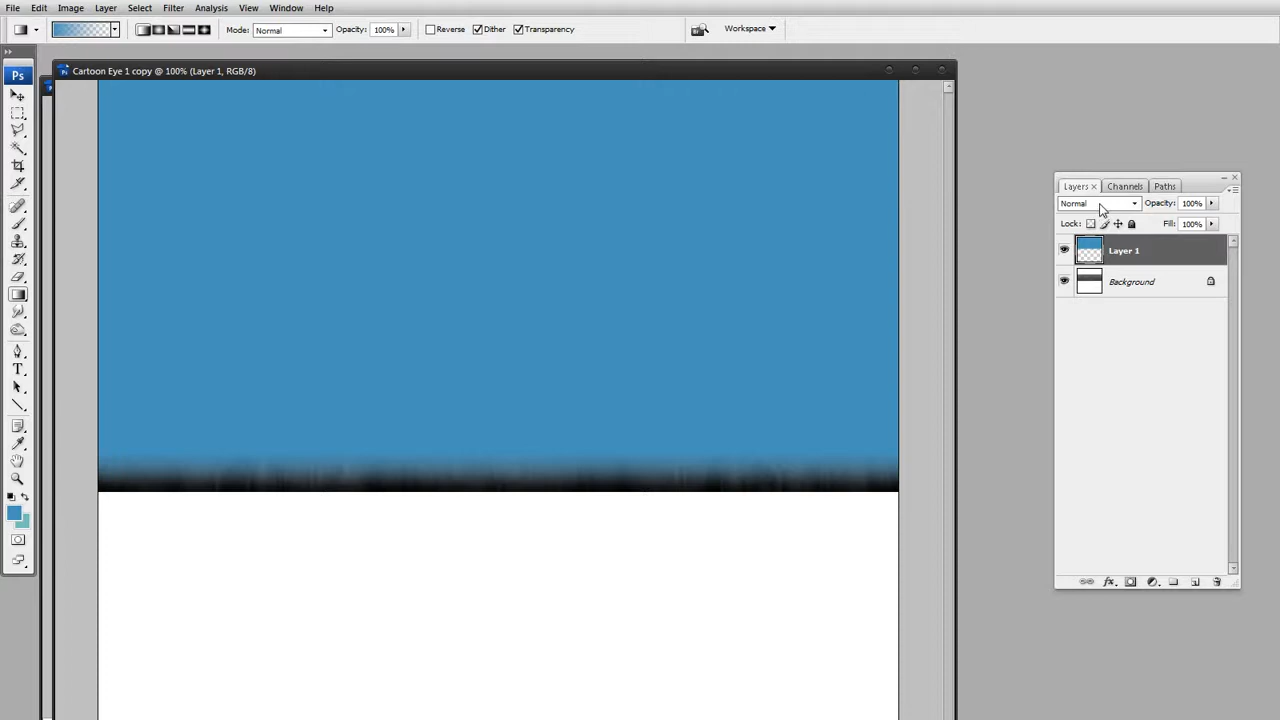 File Edit Image Layer Select Filter Analysis View Window Help
Mode: Normal Opacity: 100% Reverse Dither Transparency Workspace
Ps
Cartoon Eye 1 copy @ 100% (Layer 1, RGB/8)
Layers x Channels Paths
Normal Opacity: 100%
Lock: Fill: 100%
Layer 1
Background
T
fx